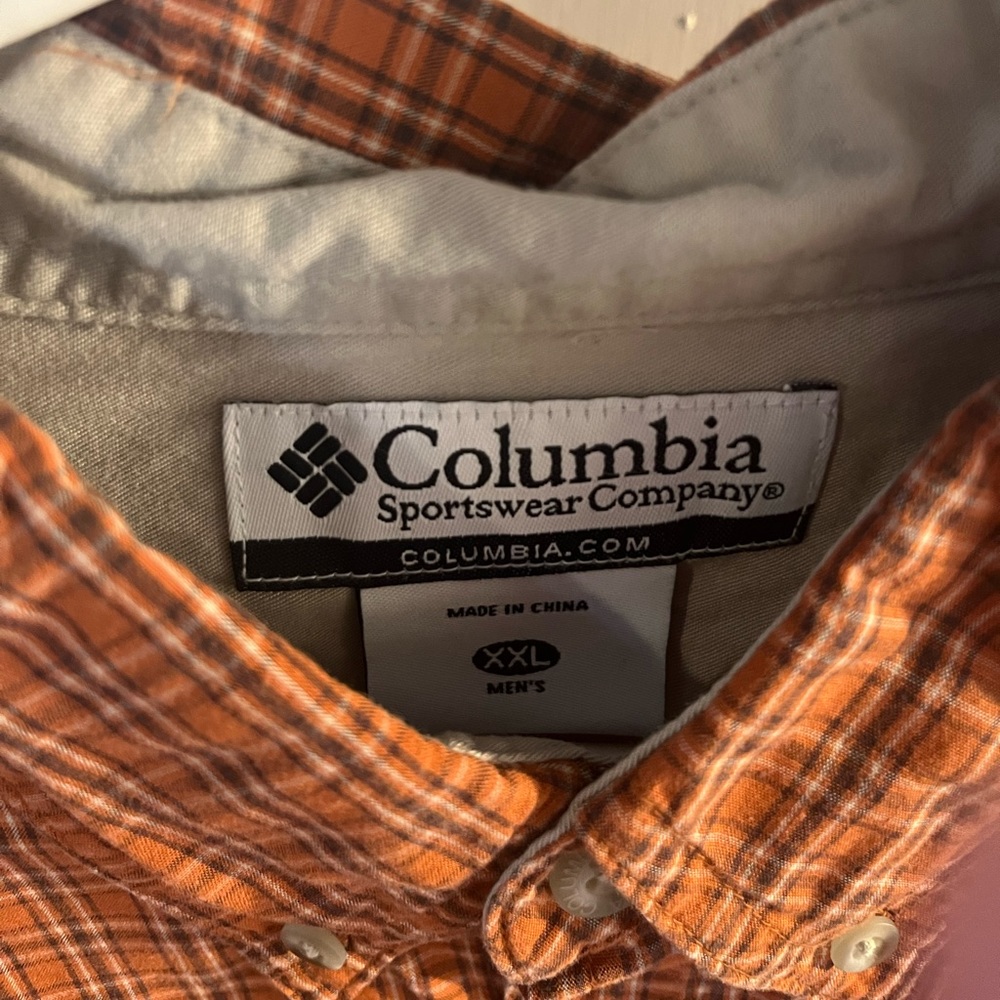 Columbia
Sportswear Company®
COLUMBIA.COM
MADE IN CHINA
XXL
MEN'S